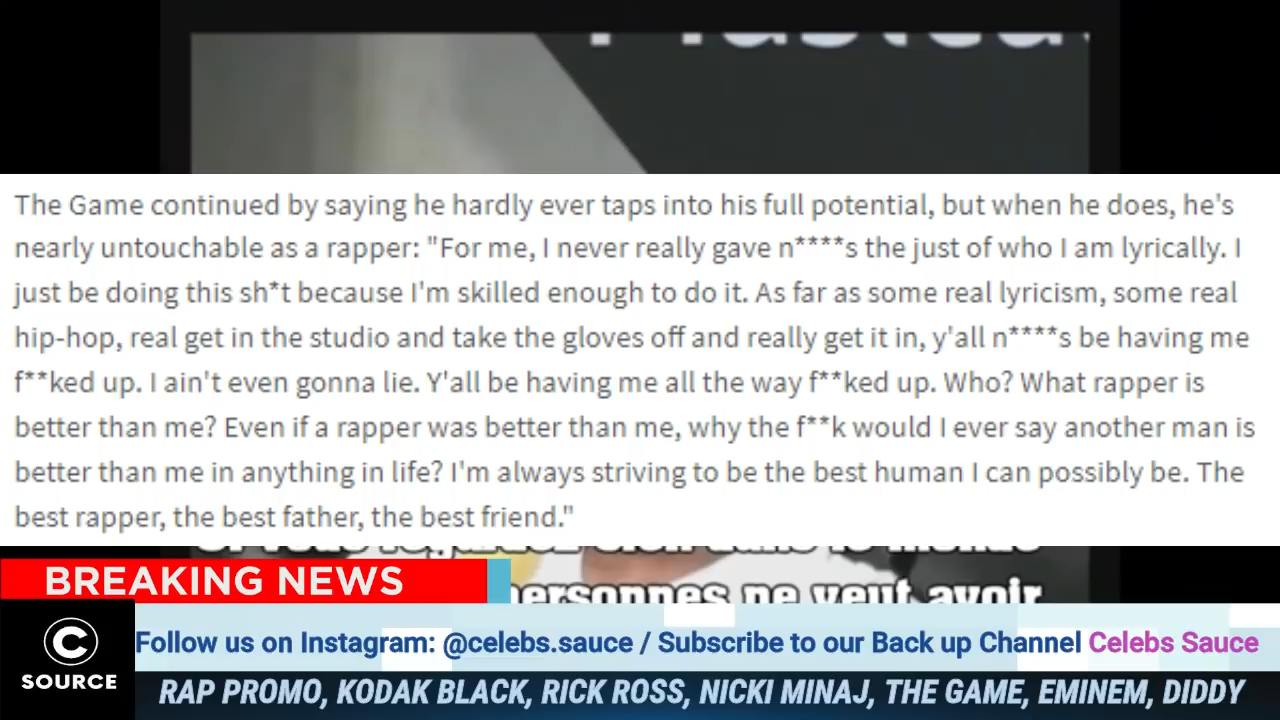 The Game continued by saying he hardly ever taps into his full potential, but when he does, he's
nearly untouchable as a rapper: "For me, I never really gave n****s the just of who I am lyrically. I
just be doing this sh*t because I'm skilled enough to do it. As far as some real lyricism, some real
hip-hop, real get in the studio and take the gloves off and really get it in, y'all n****s be having me
f**ked up. I ain't even gonna lie. Y'all be having me all the way f**ked up. Who? What rapper is
better than me? Even if a rapper was better than me, why the f**k would I ever say another man is
better than me in anything in life? I'm always striving to be the best human I can possibly be. The
best rapper, the best father, the best friend."
BREAKING NEWS
personnes ne veut avoir
Follow us on Instagram: @celebs.sauce / Subscribe to our Back up Channel Celebs Sauce
C
SOURCE
RAP PROMO, KODAK BLACK, RICK ROSS, NICKI MINAJ, THE GAME, EMINEM, DIDDY